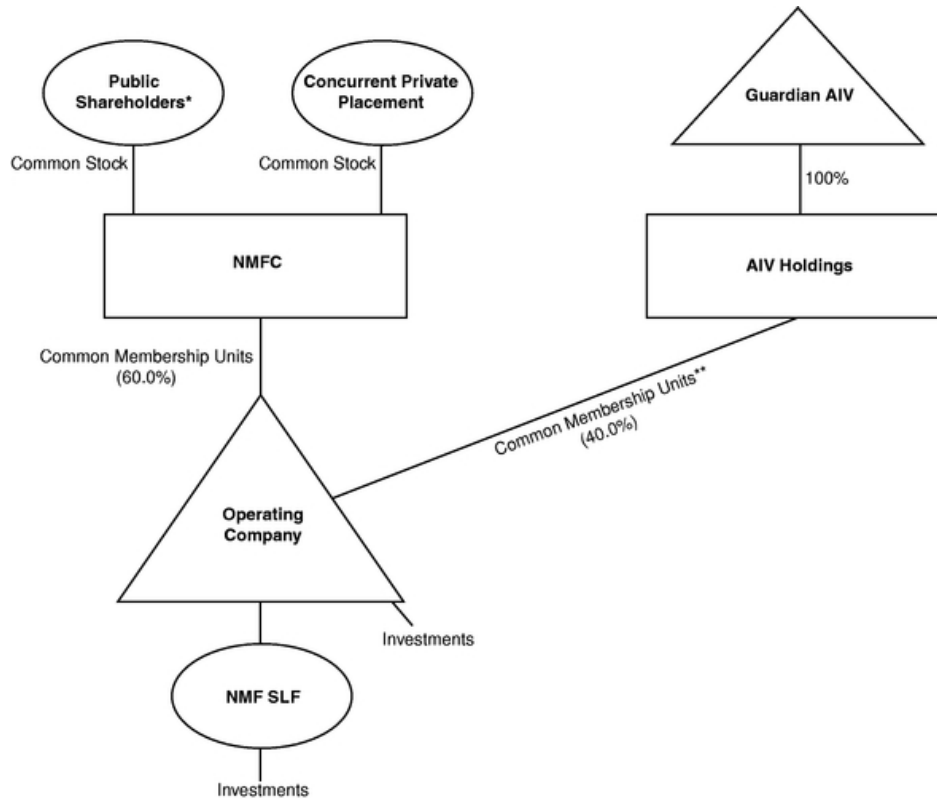 Public
Shareholders*
Concurrent Private
Placement
Guardian AIV
Common Stock
Common Stock
100%
NMFC
AIV Holdings
Common Membership Units
(60.0%)
Common Membership Units**
(40.0%)
Operating
Company
Investments
NMF SLF
Investments